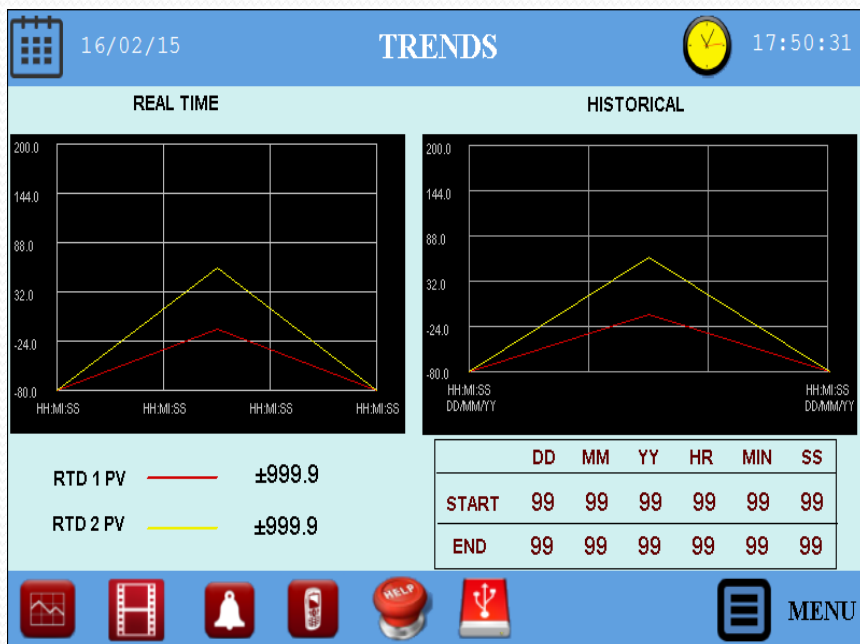 16/02/15 TRENDS 17:50:31
REAL TIME
200.0
144.0
88.0
32.0
-24.0
-80.0
HH:MI:SS HH:MI:SS HH:MI:SS HH:MI:SS
HISTORICAL
200.0
144.0
88.0
32.0
-24.0
-80.0
HH:MI:SS HH:MI:SS
DD/MM/YY DD/MM/YY
RTD 1 PV ±999.9
RTD 2 PV ±999.9
DD MM YY HR MIN SS
START 99 99 99 99 99 99
END 99 99 99 99 99 99
HELP
MENU